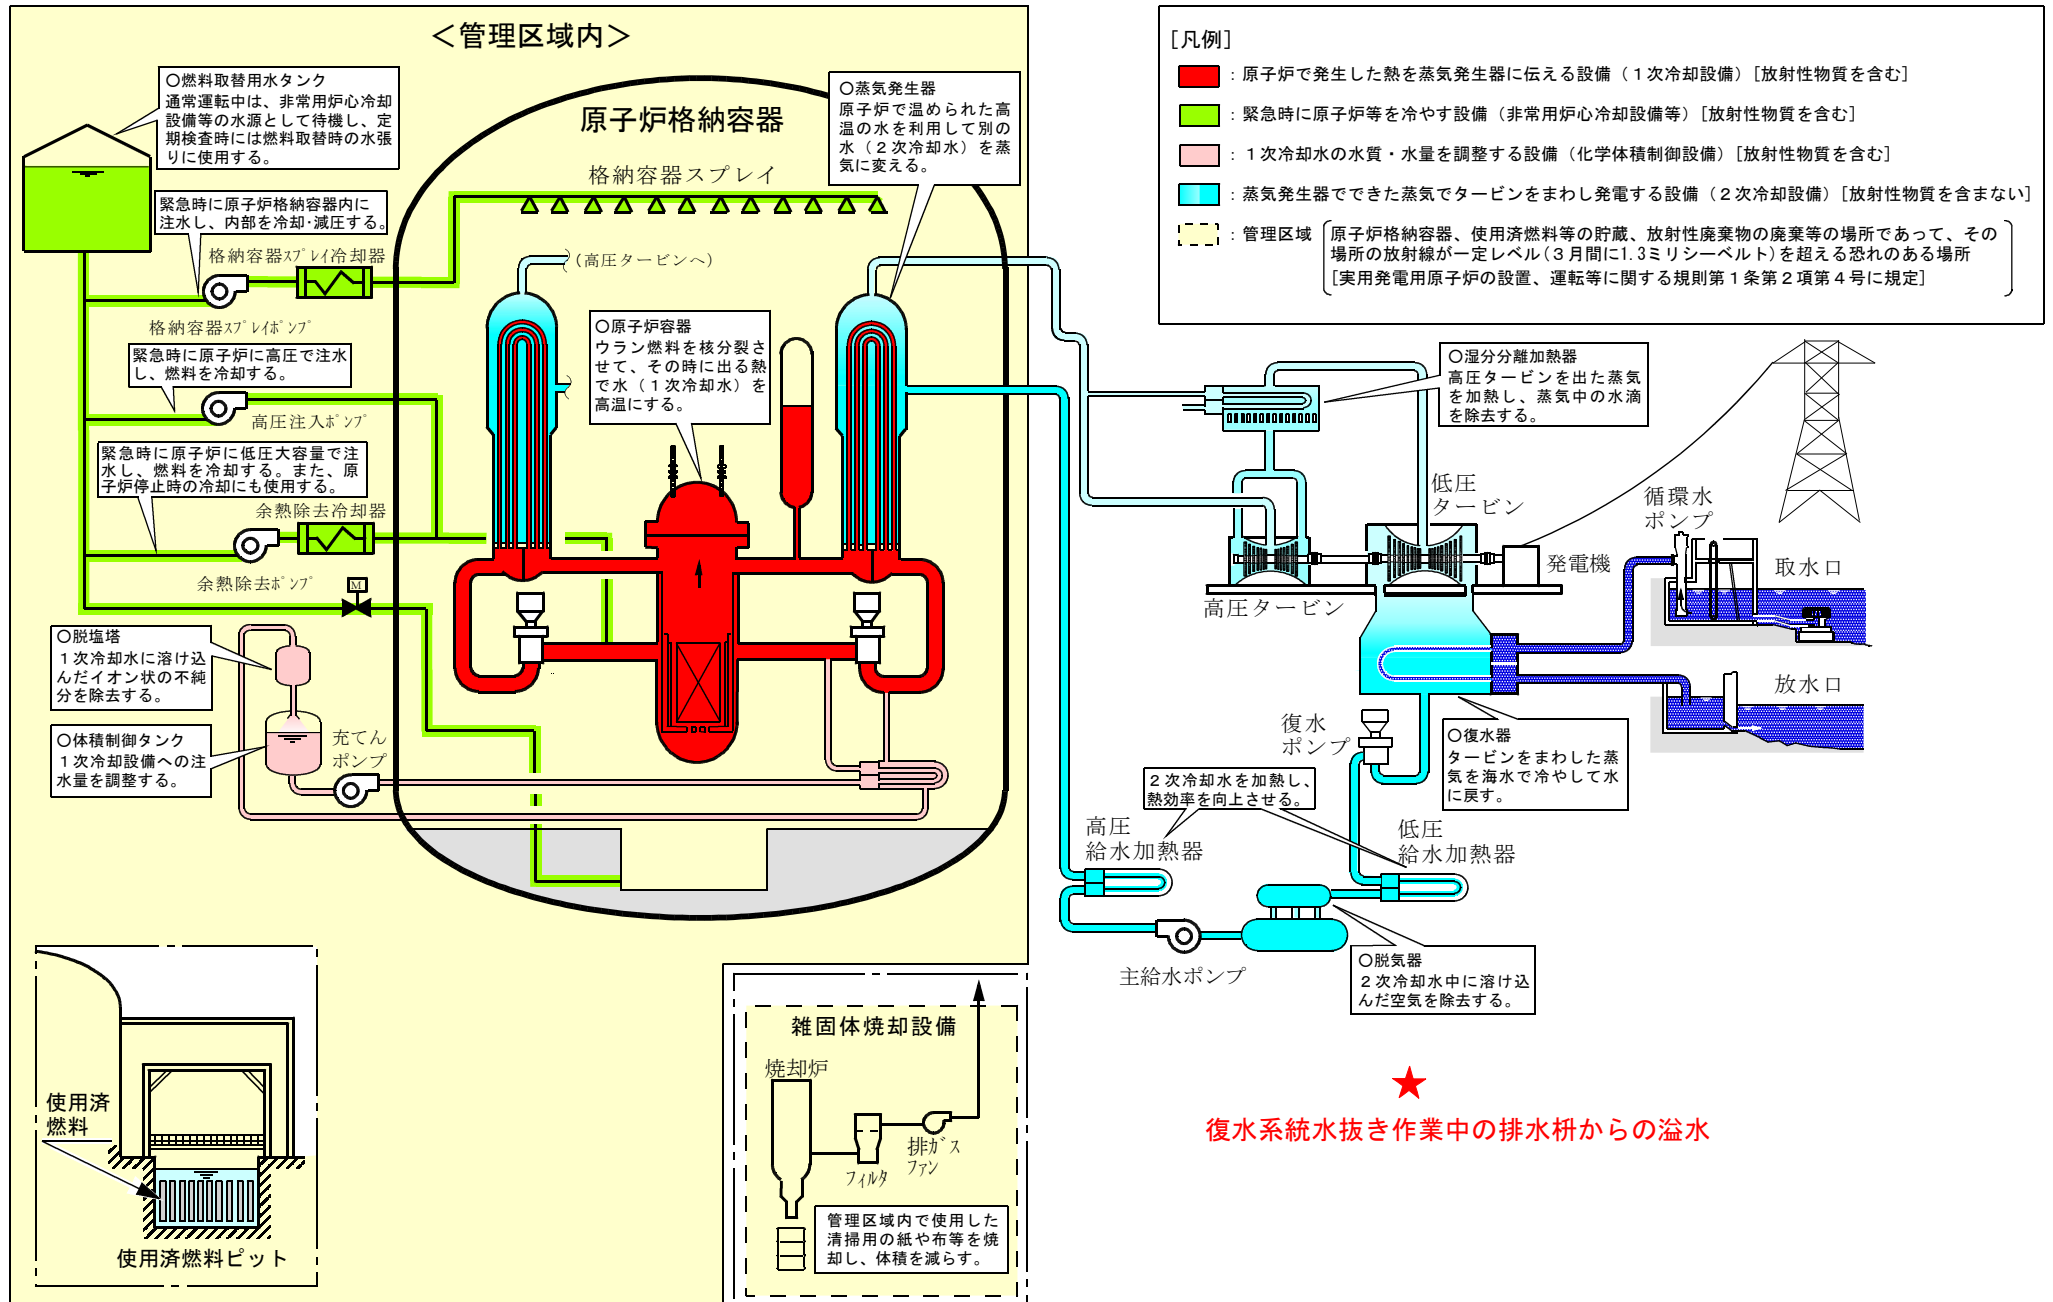 ＜管理区域内＞
○燃料取替用水タンク
通常運転中は、非常用炉心冷却
設備等の水源として待機し、定
期検査時には燃料取替時の水張
りに使用する。
緊急時に原子炉格納容器内に
注水し、内部を冷却･減圧する。
格納容器ｽﾌﾟﾚｲ冷却器
格納容器ｽﾌﾟﾚｲﾎﾟﾝﾌﾟ
緊急時に原子炉に高圧で注水
し、燃料を冷却する。
高圧注入ﾎﾟﾝﾌﾟ
緊急時に原子炉に低圧大容量で注
水し、燃料を冷却する。また、原
子炉停止時の冷却にも使用する。
余熱除去冷却器
余熱除去ﾎﾟﾝﾌﾟ
M
○脱塩塔
１次冷却水に溶け込
んだイオン状の不純
分を除去する。
○体積制御タンク
１次冷却設備への注
水量を調整する。
充てん
ポンプ
原子炉格納容器
格納容器スプレイ
○蒸気発生器
原子炉で温められた高
温の水を利用して別の
水（２次冷却水）を蒸
気に変える。
(高圧タービンへ)
○原子炉容器
ウラン燃料を核分裂さ
せて、その時に出る熱
で水（１次冷却水）を
高温にする。
[凡例]
：原子炉で発生した熱を蒸気発生器に伝える設備（１次冷却設備）[放射性物質を含む]
：緊急時に原子炉等を冷やす設備（非常用炉心冷却設備等）[放射性物質を含む]
：１次冷却水の水質・水量を調整する設備（化学体積制御設備）[放射性物質を含む]
：蒸気発生器でできた蒸気でタービンをまわし発電する設備（２次冷却設備）[放射性物質を含まない]
：管理区域
原子炉格納容器、使用済燃料等の貯蔵、放射性廃棄物の廃棄等の場所であって、その
場所の放射線が一定レベル(３月間に1.3ミリシーベルト)を超える恐れのある場所
[実用発電用原子炉の設置、運転等に関する規則第１条第２項第４号に規定]
○湿分分離加熱器
高圧タービンを出た蒸気
を加熱し、蒸気中の水滴
を除去する。
低圧
タービン
高圧タービン
発電機
循環水
ポンプ
取水口
放水口
復水
ポンプ
○復水器
タービンをまわした蒸
気を海水で冷やして水
に戻す。
２次冷却水を加熱し、
熱効率を向上させる。
高圧
給水加熱器
低圧
給水加熱器
主給水ポンプ
○脱気器
２次冷却水中に溶け込
んだ空気を除去する。
★
復水系統水抜き作業中の排水枡からの溢水
使用済
燃料
使用済燃料ピット
雑固体焼却設備
焼却炉
フィルタ
排ガス
ファン
管理区域内で使用した
清掃用の紙や布等を焼
却し、体積を減らす。